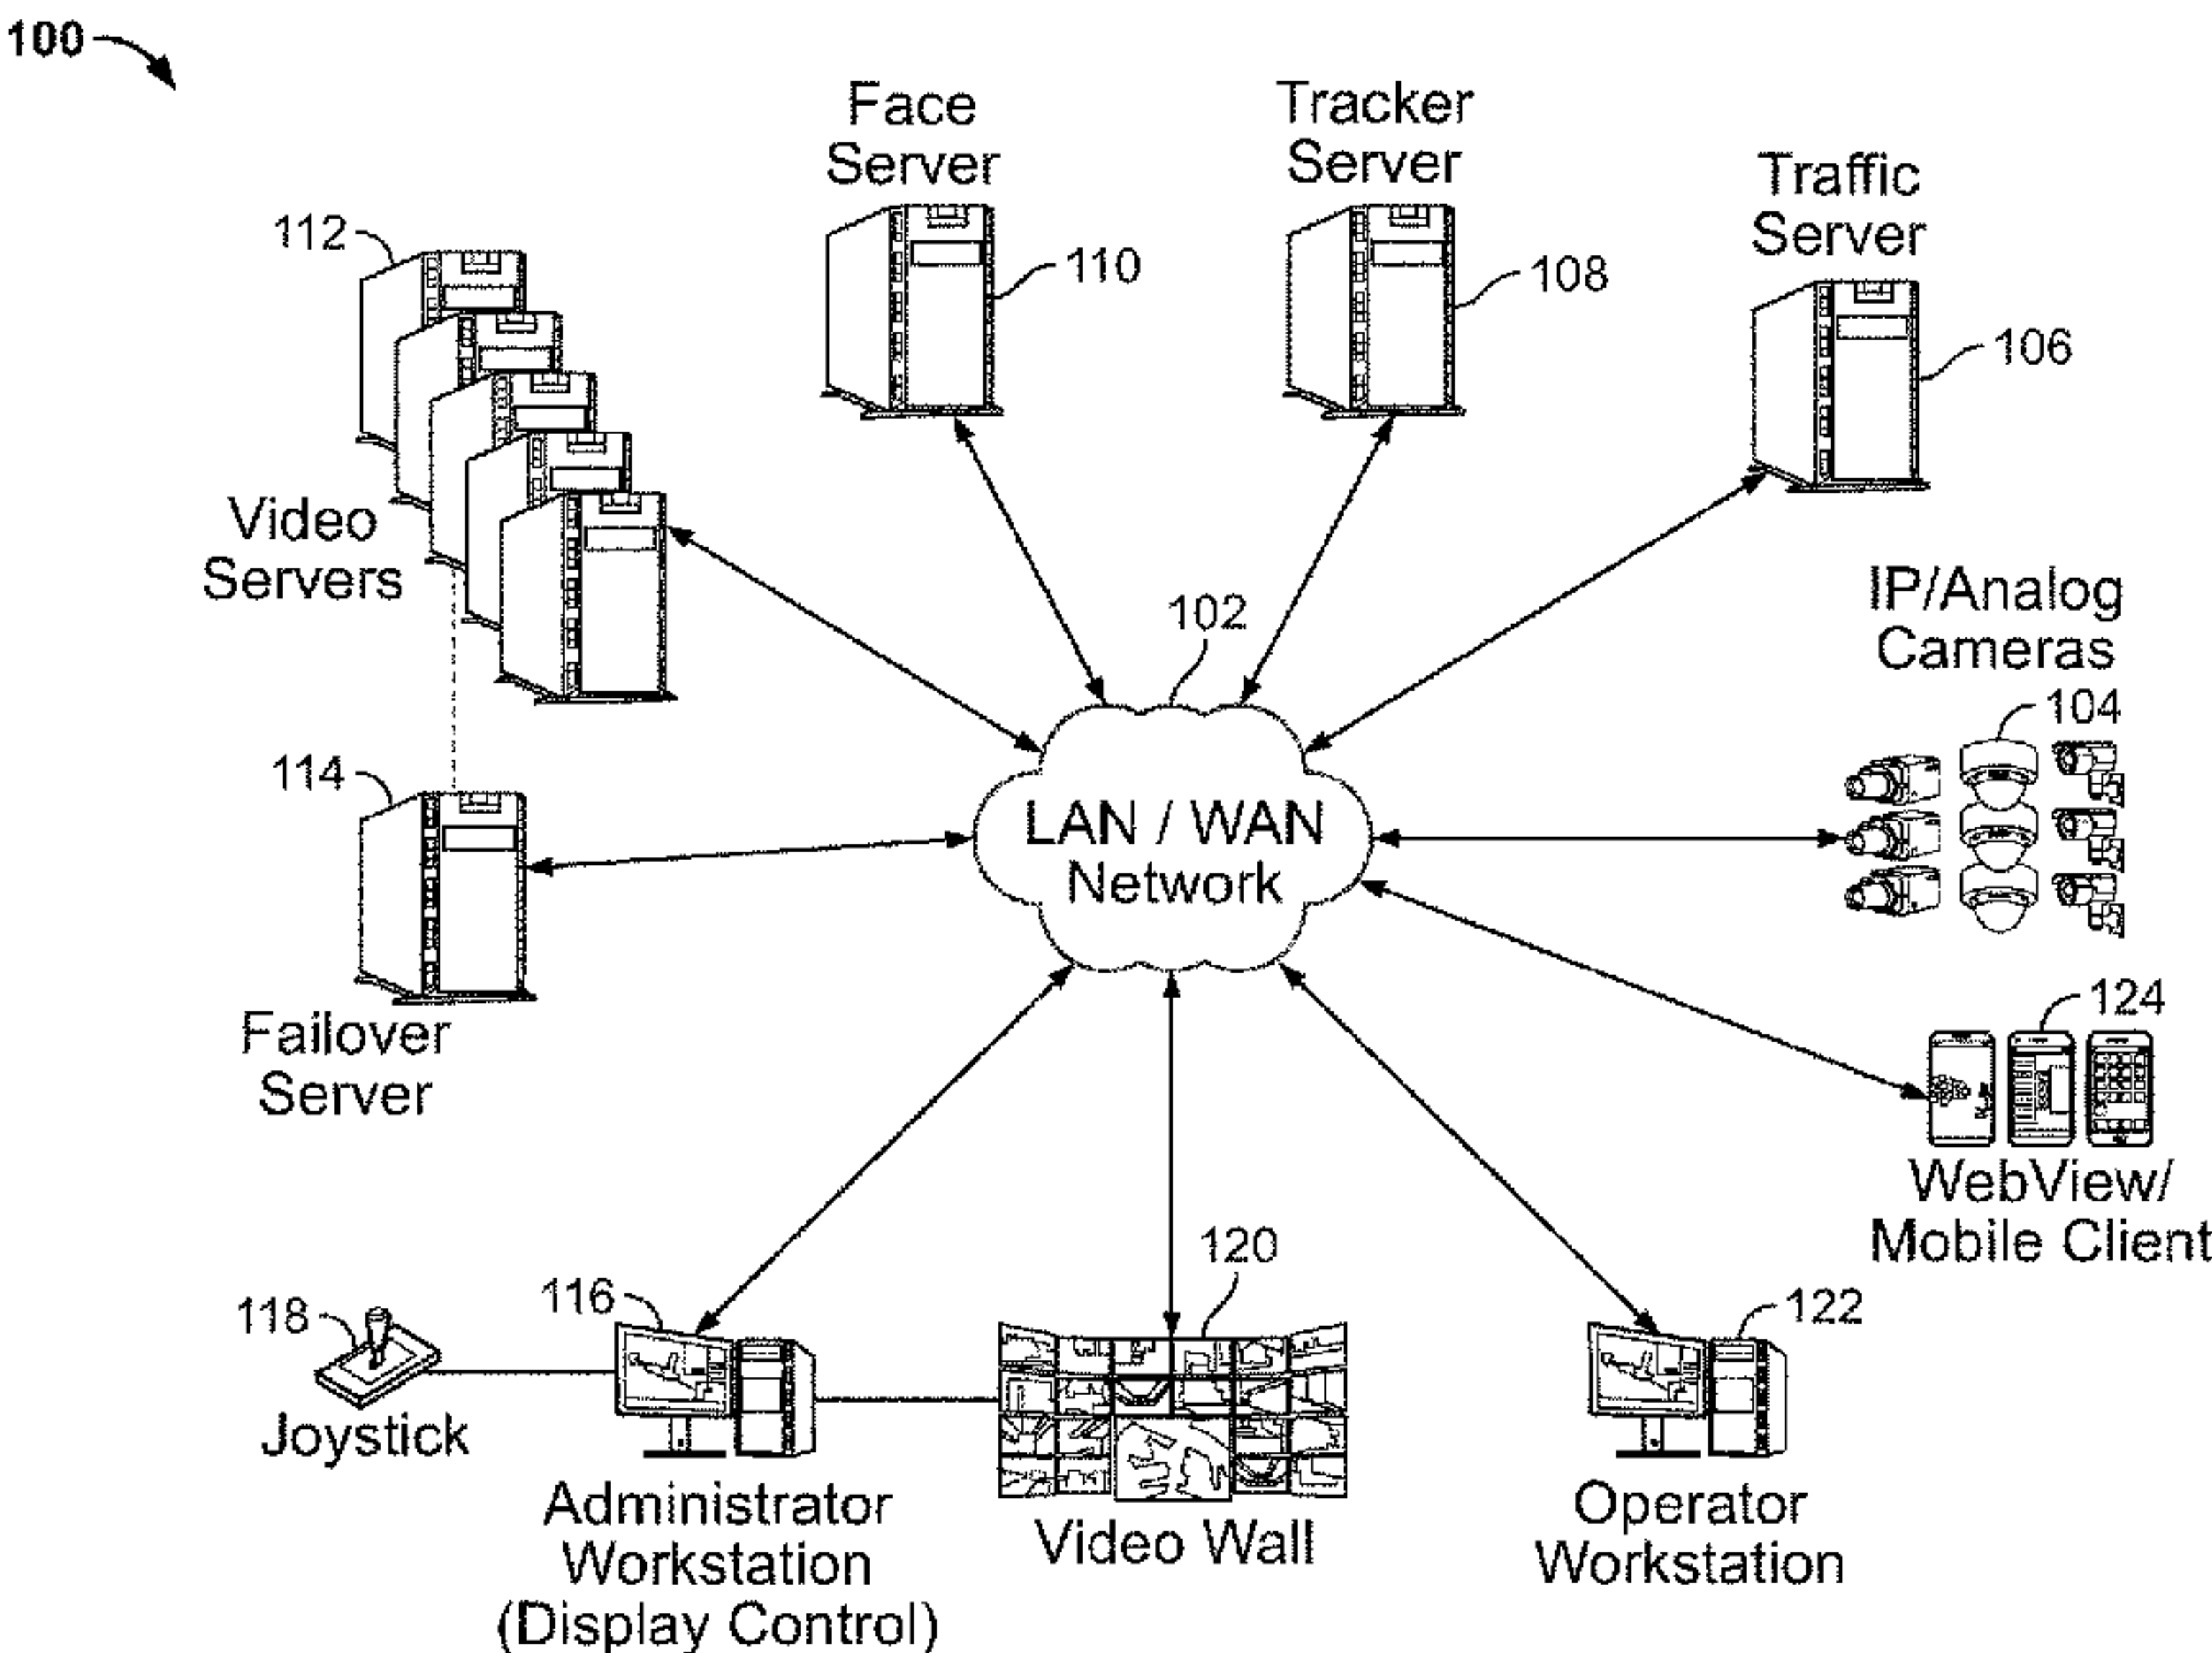 100
Face
Server
110
Tracker
Server
108
Traffic
Server
106
112
Video
Servers
IP/Analog
Cameras
104
102
LAN / WAN
Network
114
Failover
Server
124
WebView/
Mobile Client
118
Joystick
116
Administrator
Workstation
(Display Control)
120
Video Wall
122
Operator
Workstation